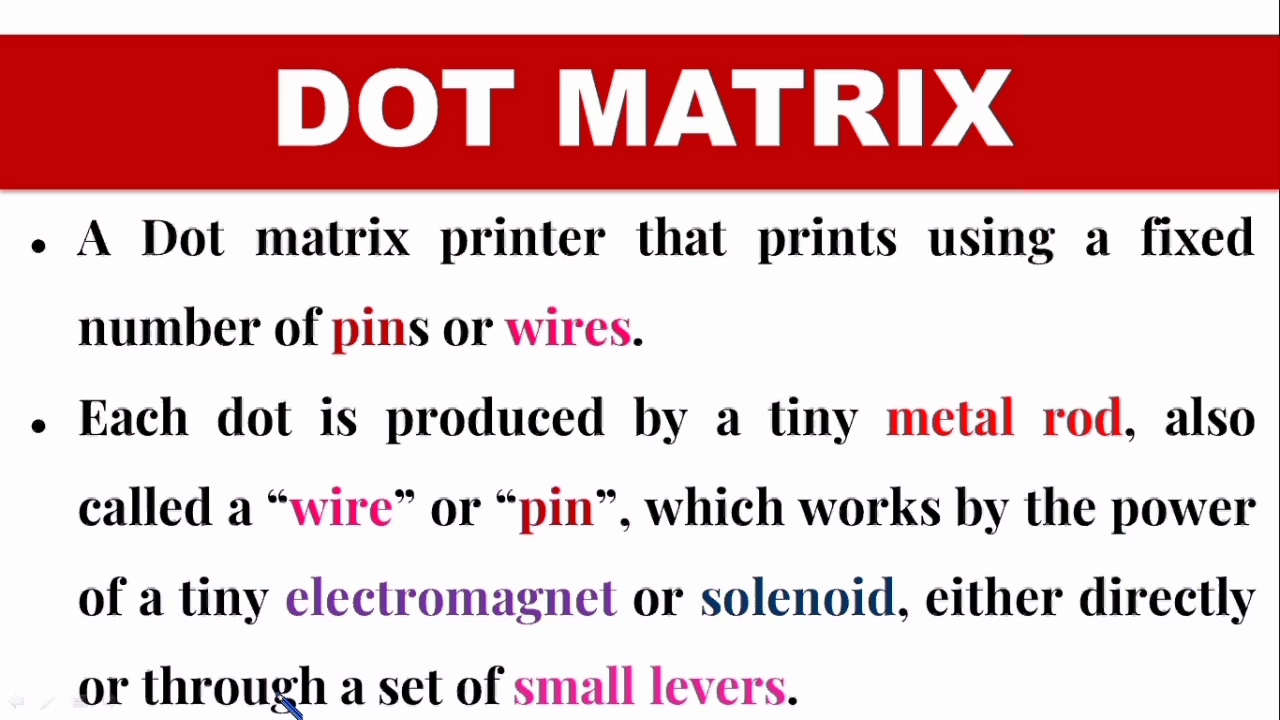 DOT MATRIX
• A Dot matrix printer that prints using a fixed
number of pins or wires.
• Each dot is produced by a tiny metal rod, also
called a “wire” or “pin”, which works by the power
of a tiny electromagnet or solenoid, either directly
or through a set of small levers.